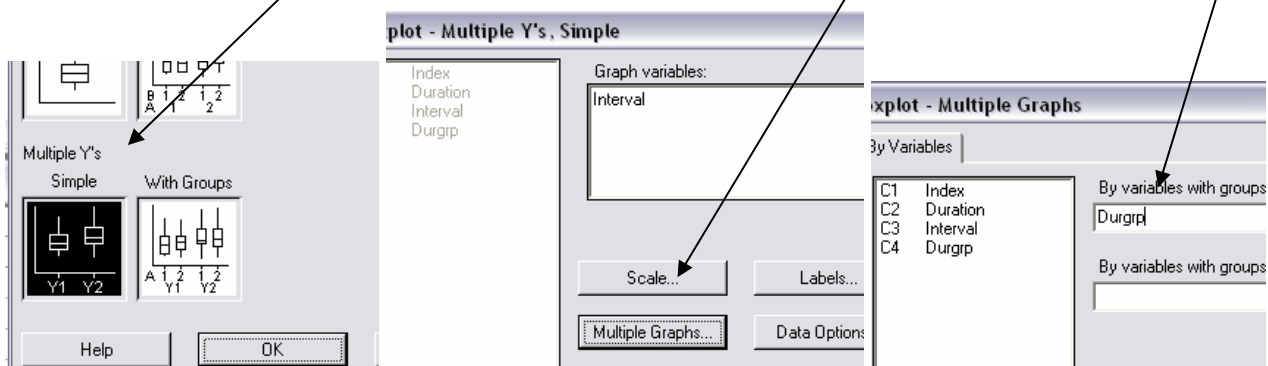 B 1 2 1 2
A 1 2
Multiple Y's
Simple With Groups
Y1 Y2
A 1 2 1 2
Y1 Y2
Help OK
plot - Multiple Y's, Simple
Index
Duration
Interval
Durgrp
Graph variables:
Interval
Scale... Labels...
Multiple Graphs... Data Options
xplot - Multiple Graphs
By Variables
C1 Index
C2 Duration
C3 Interval
C4 Durgrp
By variables with groups
Durgrp
By variables with groups